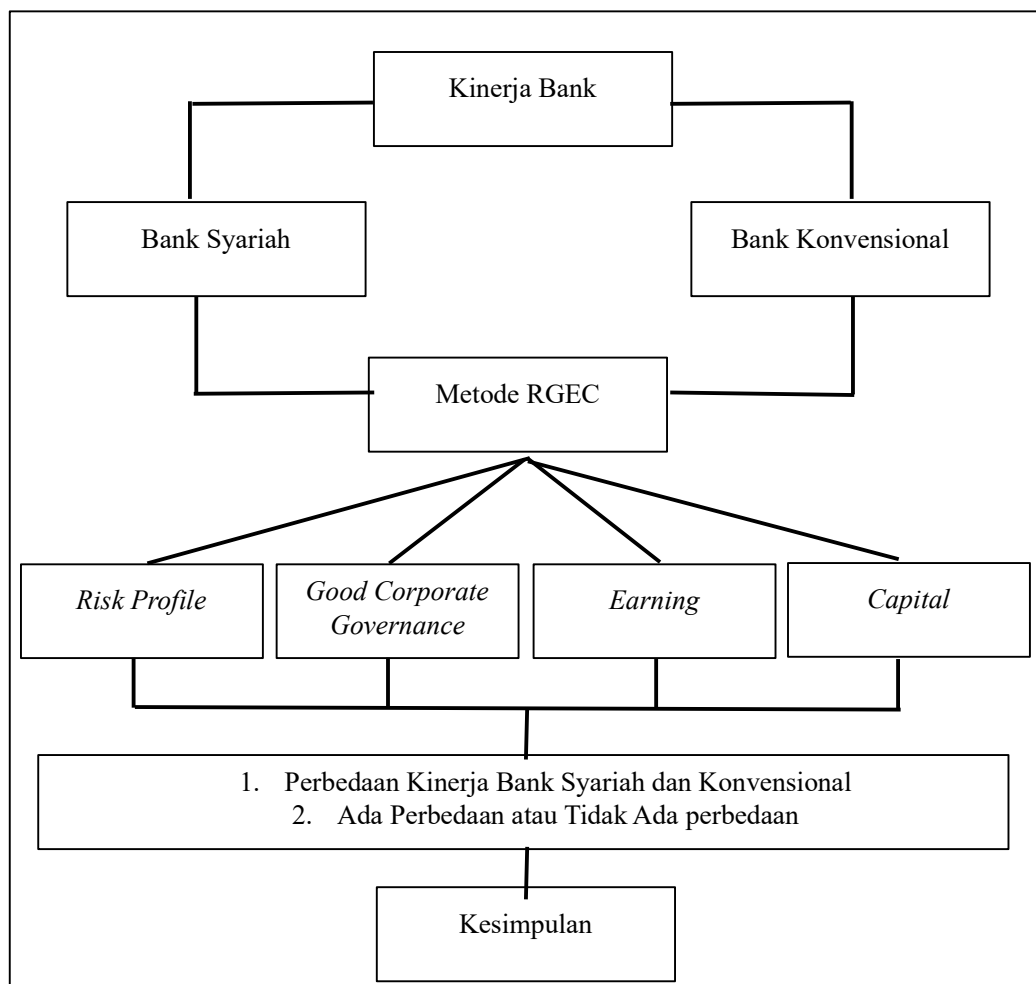 Kinerja Bank
Bank Syariah
Bank Konvensional
Metode RGEC
Risk Profile
Good Corporate
Governance
Earning
Capital
1. Perbedaan Kinerja Bank Syariah dan Konvensional
2. Ada Perbedaan atau Tidak Ada perbedaan
Kesimpulan